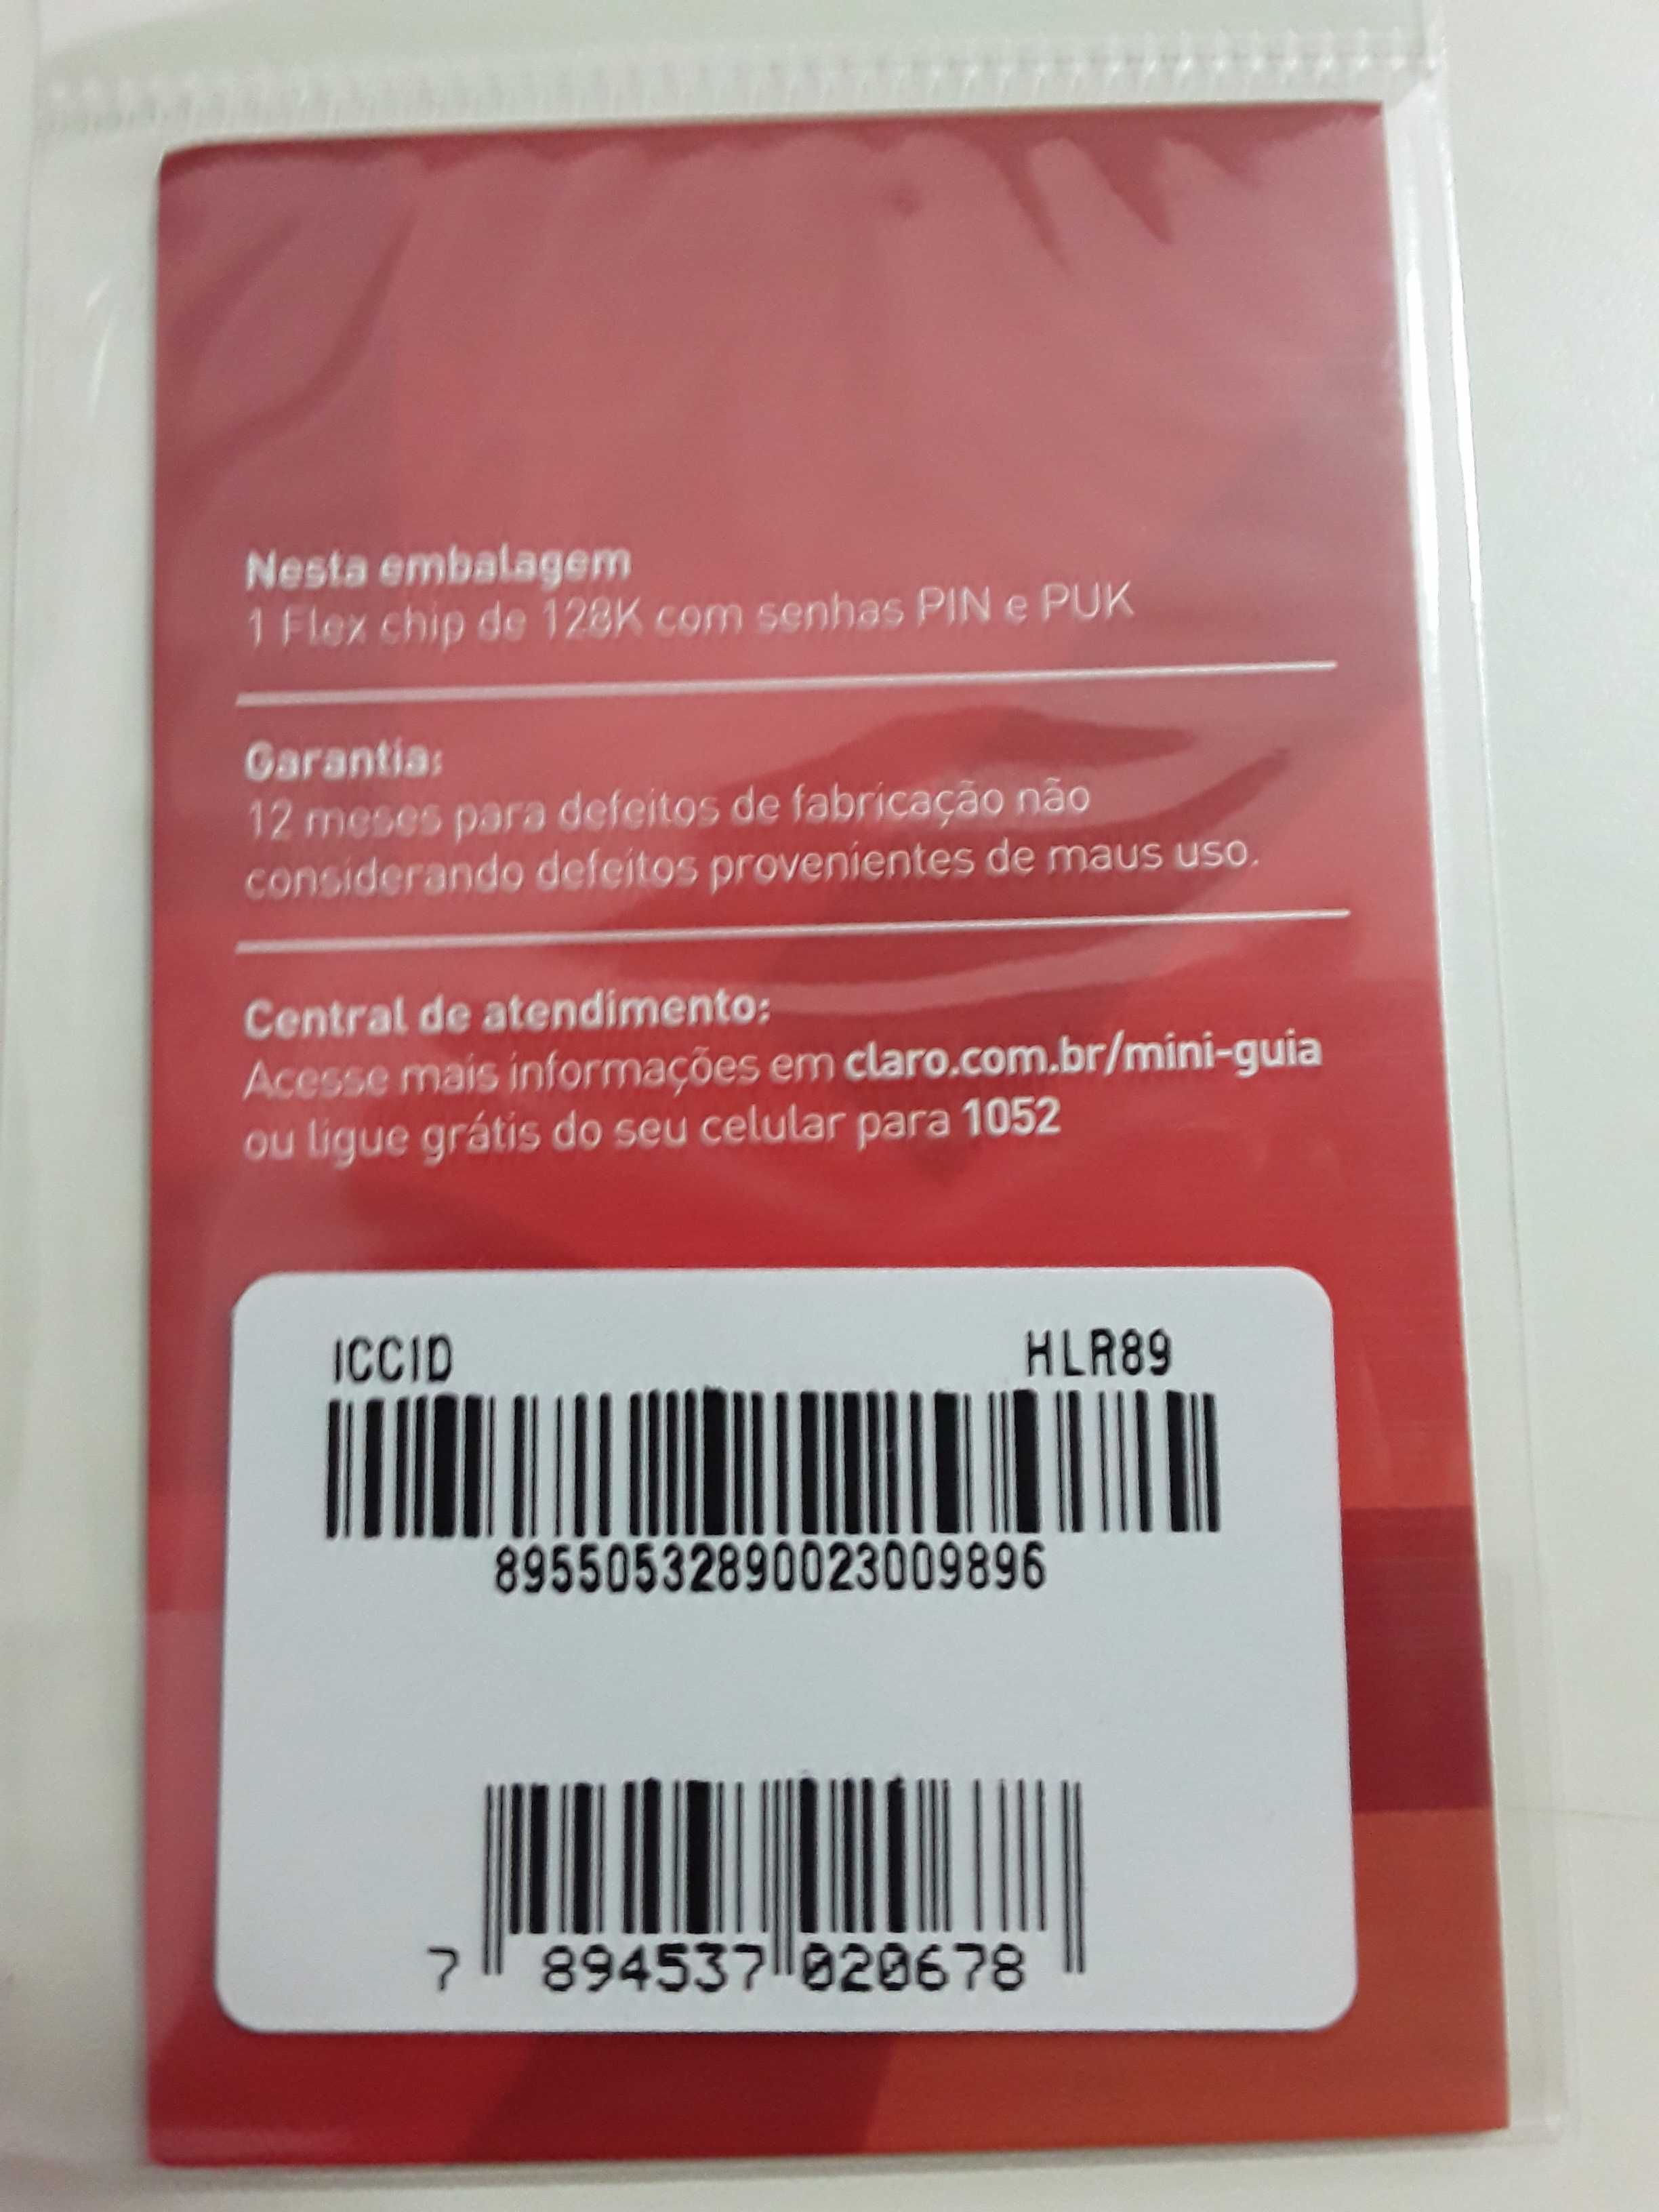 Nesta embalagem
1 Flex chip de 128K com senhas PIN e PUK
Garantia:
12 meses para defeitos de fabricação não
considerando defeitos provenientes de maus uso.
Central de atendimento:
Acesse mais informações em claro.com.br/mini-guia
ou ligue grátis do seu celular para 1052
ICCID HLR89
89550532890023009896
7 894537 020678